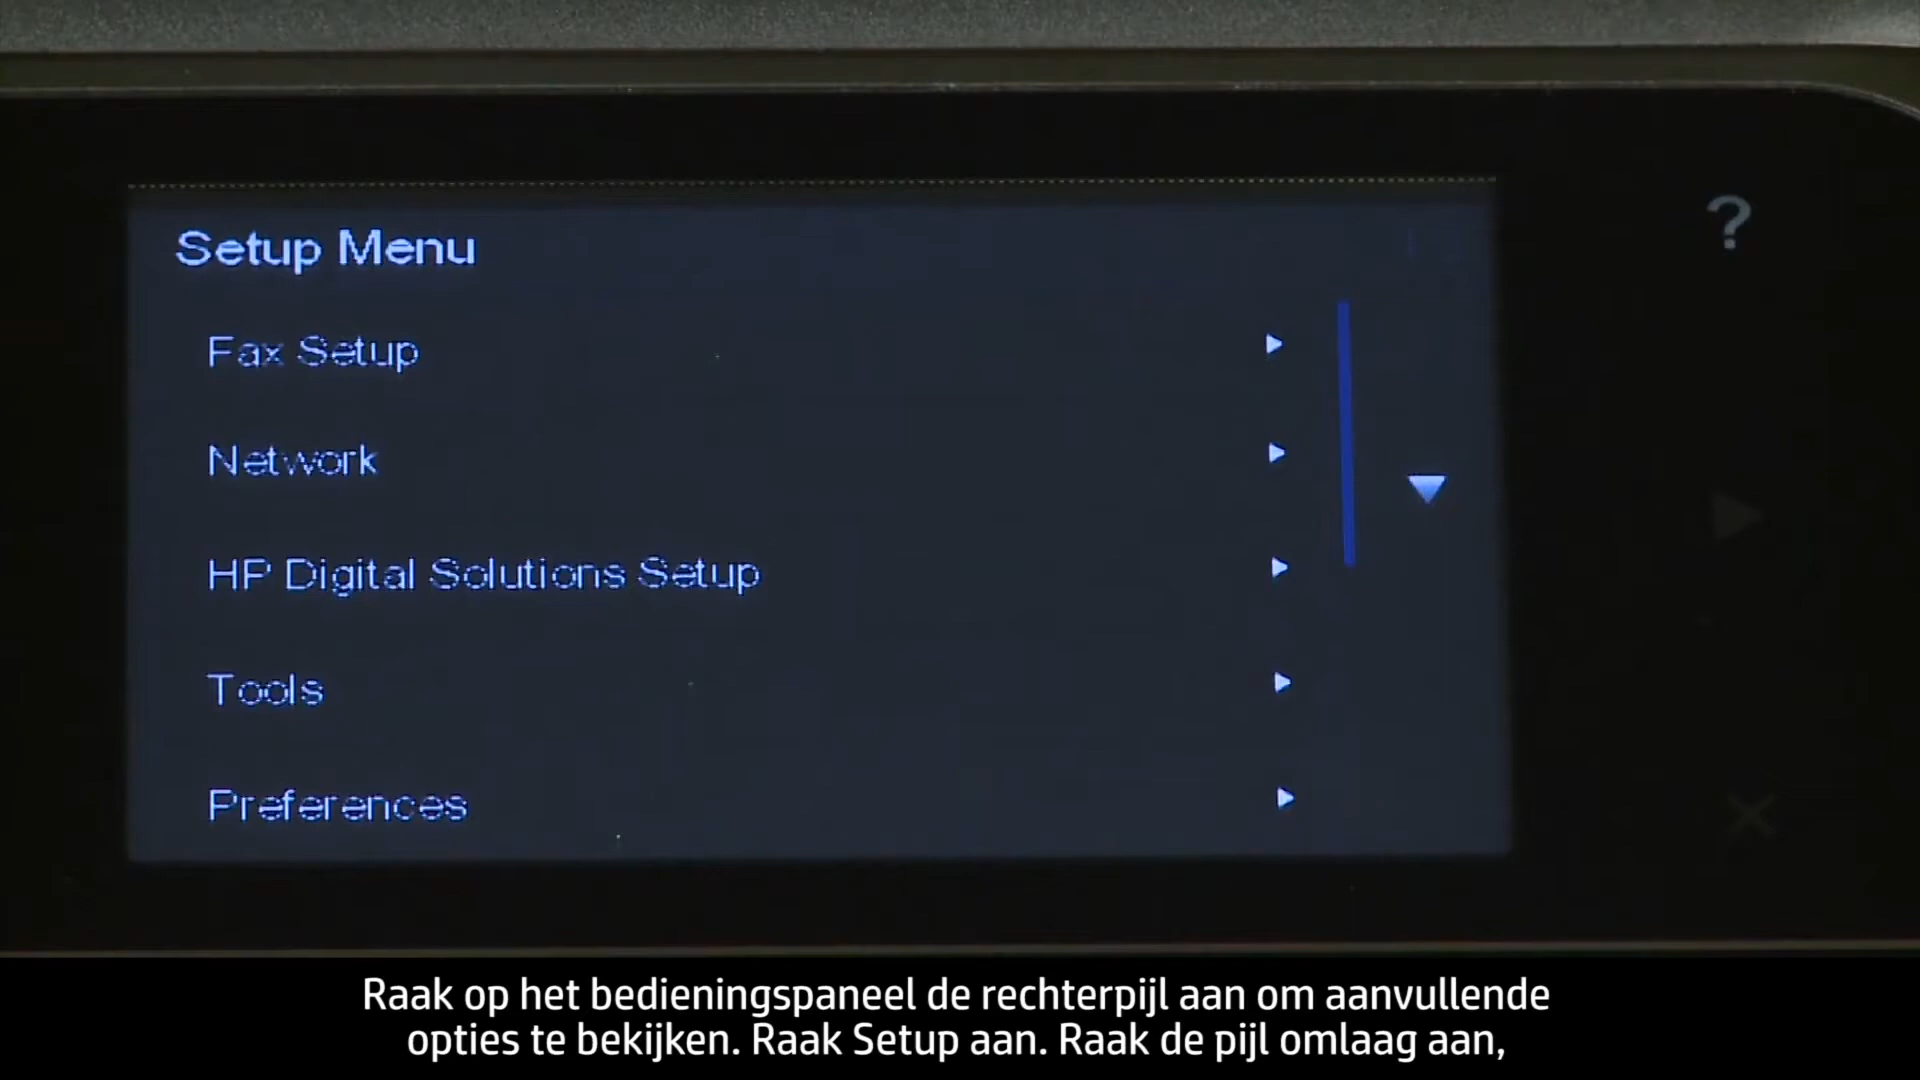 Setup Menu
?
Fax Setup
Network
HP Digital Solutions Setup
Tools
Preferences
Raak op het bedieningspaneel de rechterpijl aan om aanvullende
opties te bekijken. Raak Setup aan. Raak de pijl omlaag aan,